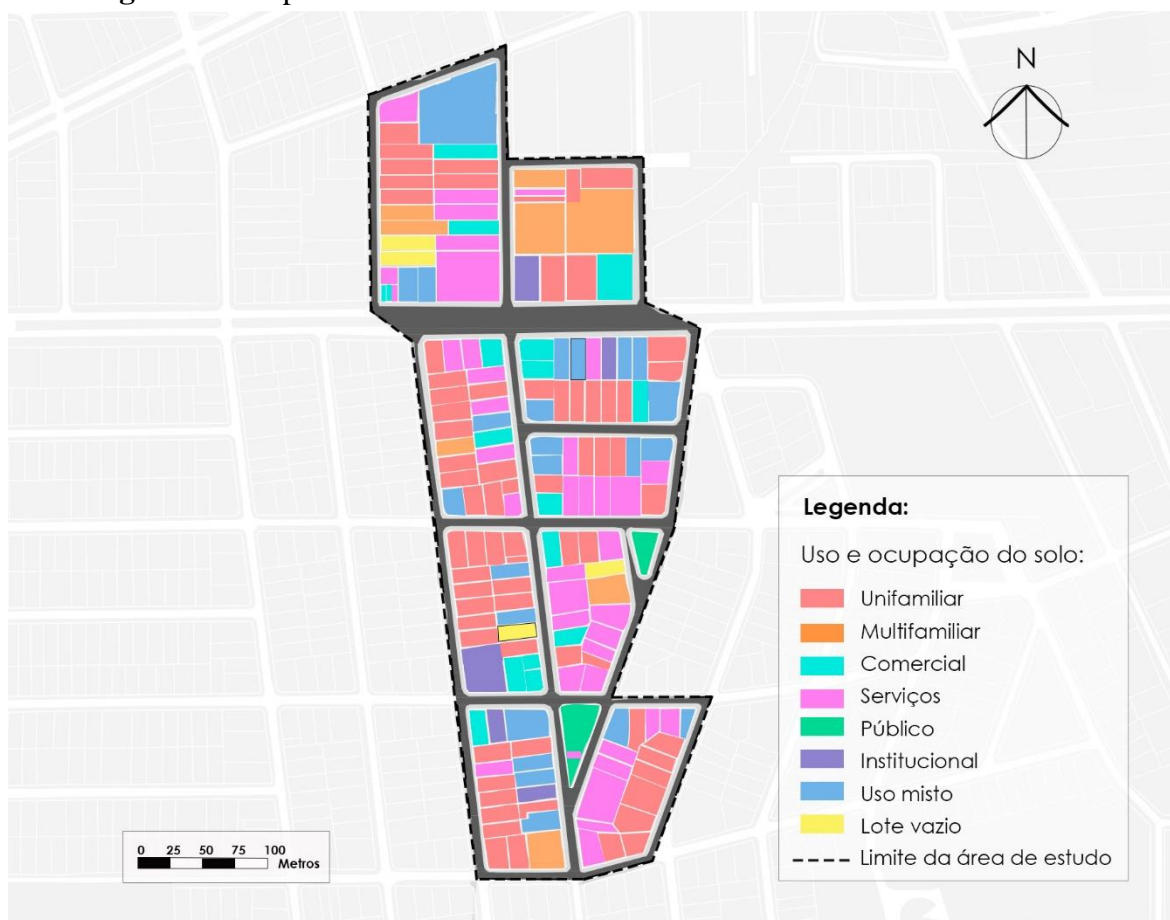 N
Legenda:
Uso e ocupação do solo:
Unifamiliar
Multifamiliar
Comercial
Serviços
Público
Institucional
Uso misto
Lote vazio
Limite da área de estudo
0 25 50 75 100
Metros